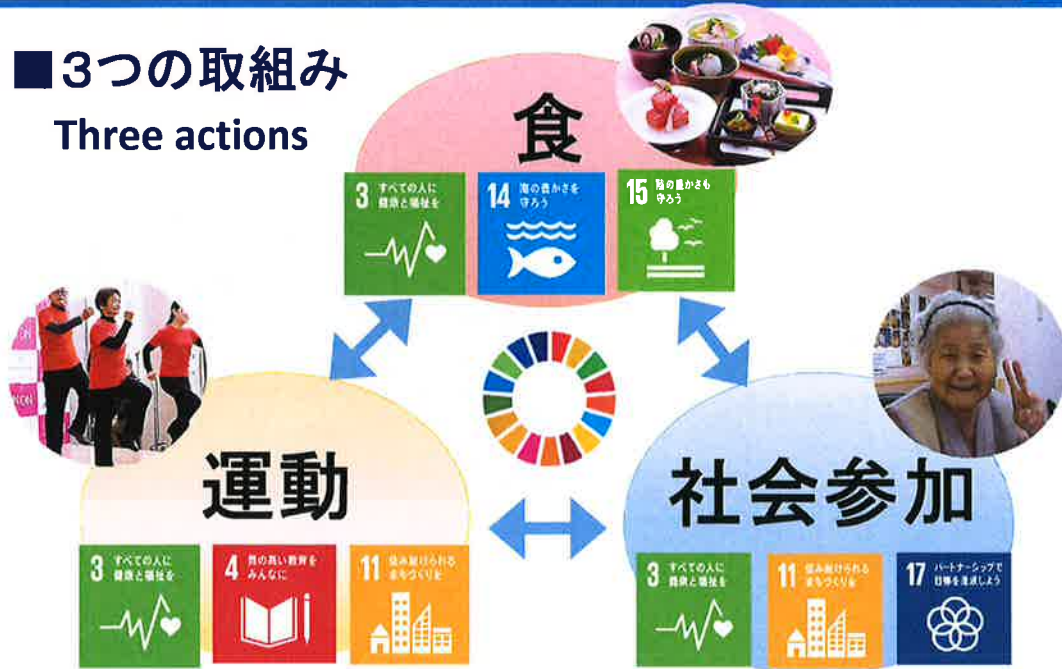 ■3つの取組み
Three actions
食
3 すべての人に
健康と福祉を
14 海の豊かさを
守ろう
15 陸の豊かさも
守ろう
運動
3 すべての人に
健康と福祉を
4 質の高い教育を
みんなに
11 住み続けられる
まちづくりを
社会参加
3 すべての人に
健康と福祉を
11 住み続けられる
まちづくりを
17 パートナーシップで
目標を達成しよう